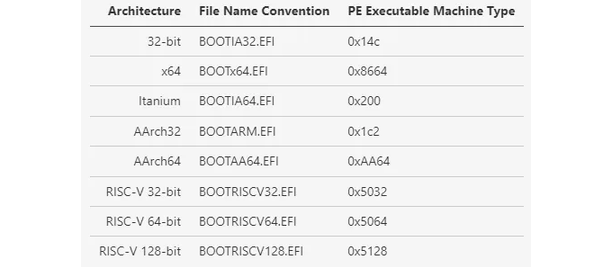 Architecture File Name Convention PE Executable Machine Type
32-bit BOOTIA32.EFI 0x14c
x64 BOOTx64.EFI 0x8664
Itanium BOOTIA64.EFI 0x200
AArch32 BOOTARM.EFI 0x1c2
AArch64 BOOTAA64.EFI 0xAA64
RISC-V 32-bit BOOTRISCV32.EFI 0x5032
RISC-V 64-bit BOOTRISCV64.EFI 0x5064
RISC-V 128-bit BOOTRISCV128.EFI 0x5128